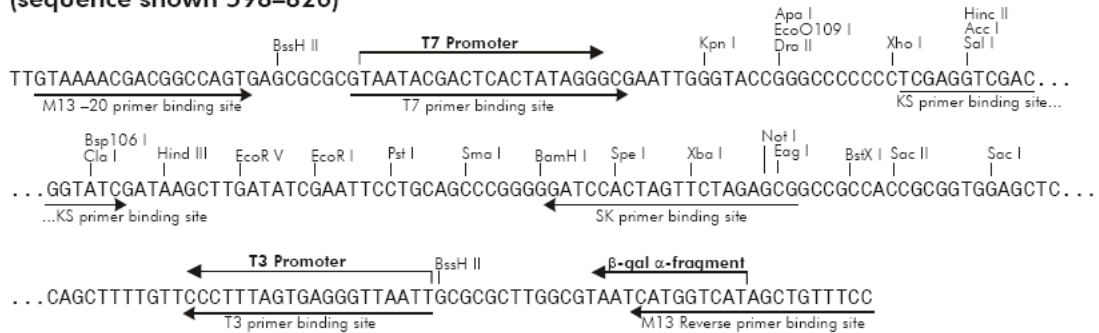 (sequence shown 598–826)
Apa I Hinc II
EcoO109 I Acc I
BssH II T7 Promoter Kpn I Dra II Xho I Sal I
TTGTAAAACGACGGCCAGTGAGCGCGCGTAATACGACTCACTATAGGGCGAATTGGGTACCGGGCCCCCCCTCGAGGTCGAC...
M13 –20 primer binding site T7 primer binding site KS primer binding site...
Bsp106 I Not I
Cla I Hind III EcoR V EcoR I Pst I Sma I BamH I Spe I Xba I Eag I BstX I Sac II Sac I
...GGTATCGATAAGCTTGATATCGAATTCCTGCAGCCCGGGGGATCCACTAGTTCTAGAGCGGCCGCCACCGCGGTGGAGCTC...
...KS primer binding site SK primer binding site
T3 Promoter BssH II β-gal α-fragment
...CAGCTTTTGTTCCCTTTAGTGAGGGTTAATTGCGCGCTTGGCGTAATCATGGTCATAGCTGTTTCC
T3 primer binding site M13 Reverse primer binding site